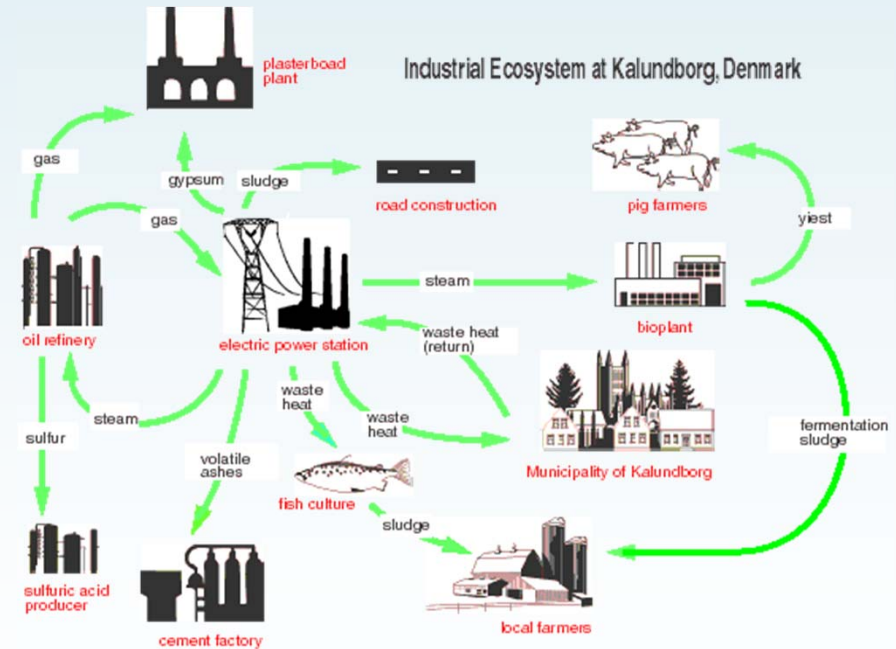 Industrial Ecosystem at Kalundborg, Denmark
plasterboad
plant
gas
gypsum
sludge
road construction
pig farmers
gas
yiest
steam
oil refinery
electric power station
waste heat
(return)
bioplant
waste
heat
steam
waste
heat
sulfur
fermentation
sludge
volatile
ashes
Municipality of Kalundborg
fish culture
sludge
sulfuric acid
producer
cement factory
local farmers